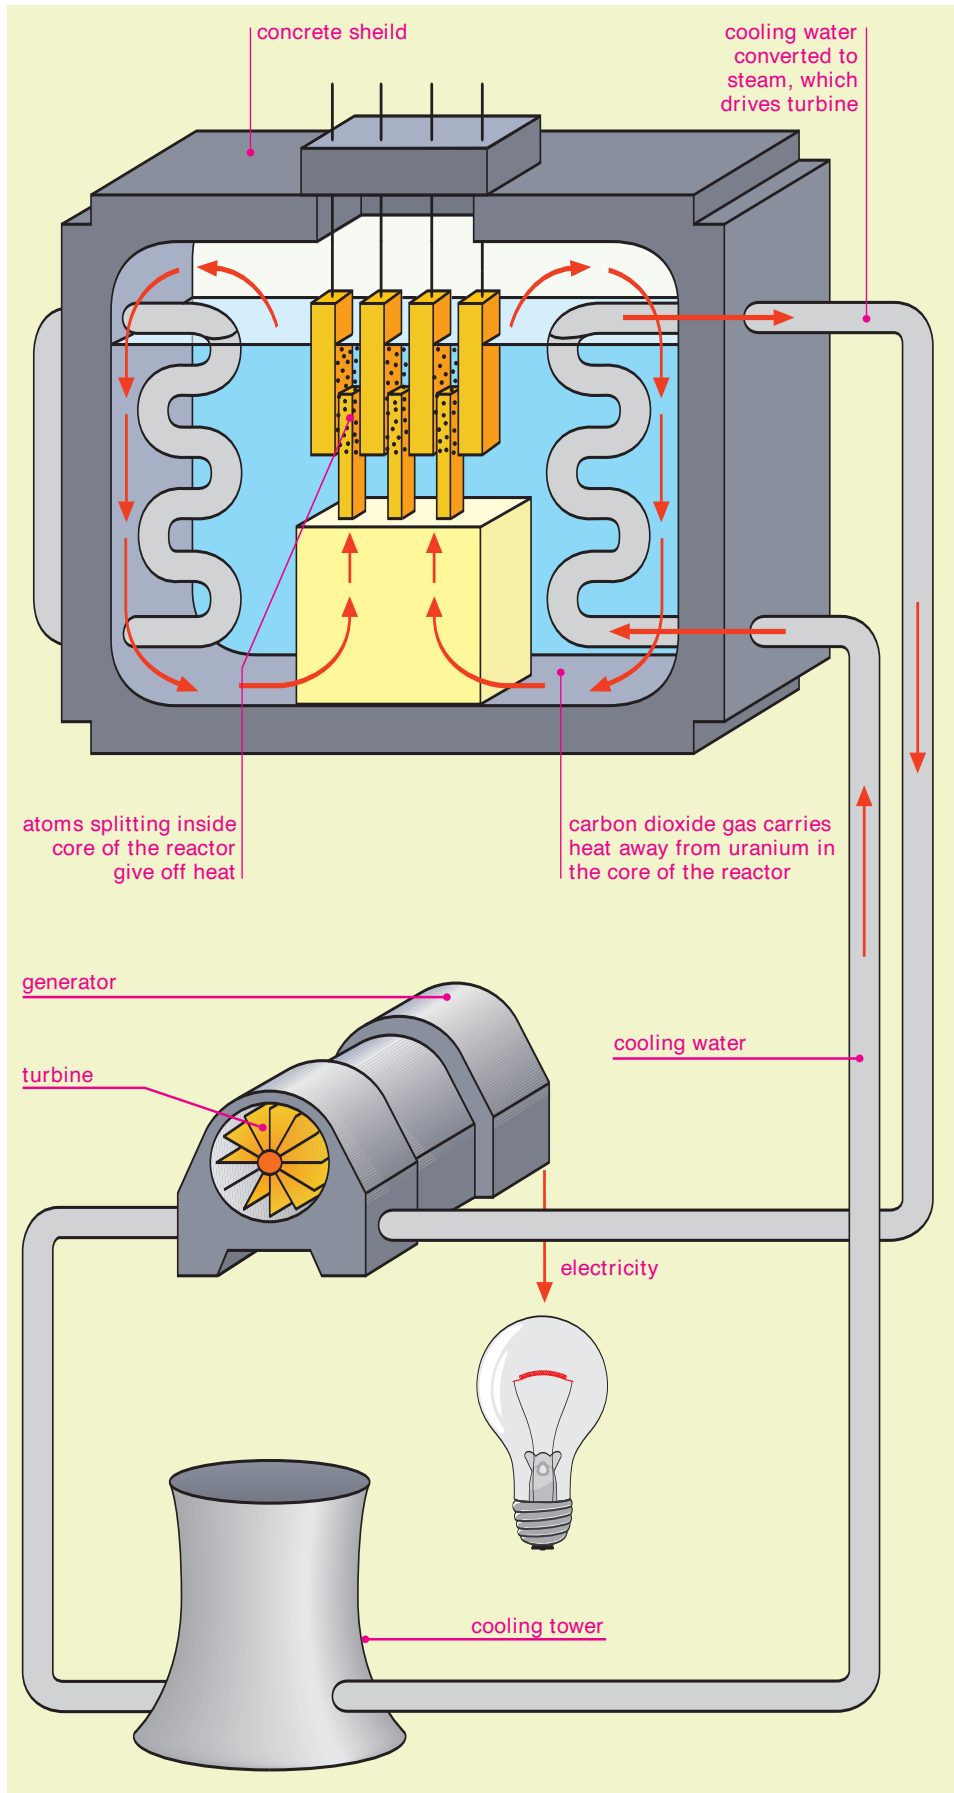 concrete sheild
cooling water
converted to
steam, which
drives turbine
atoms splitting inside
core of the reactor
give off heat
carbon dioxide gas carries
heat away from uranium in
the core of the reactor
generator
cooling water
turbine
electricity
cooling tower